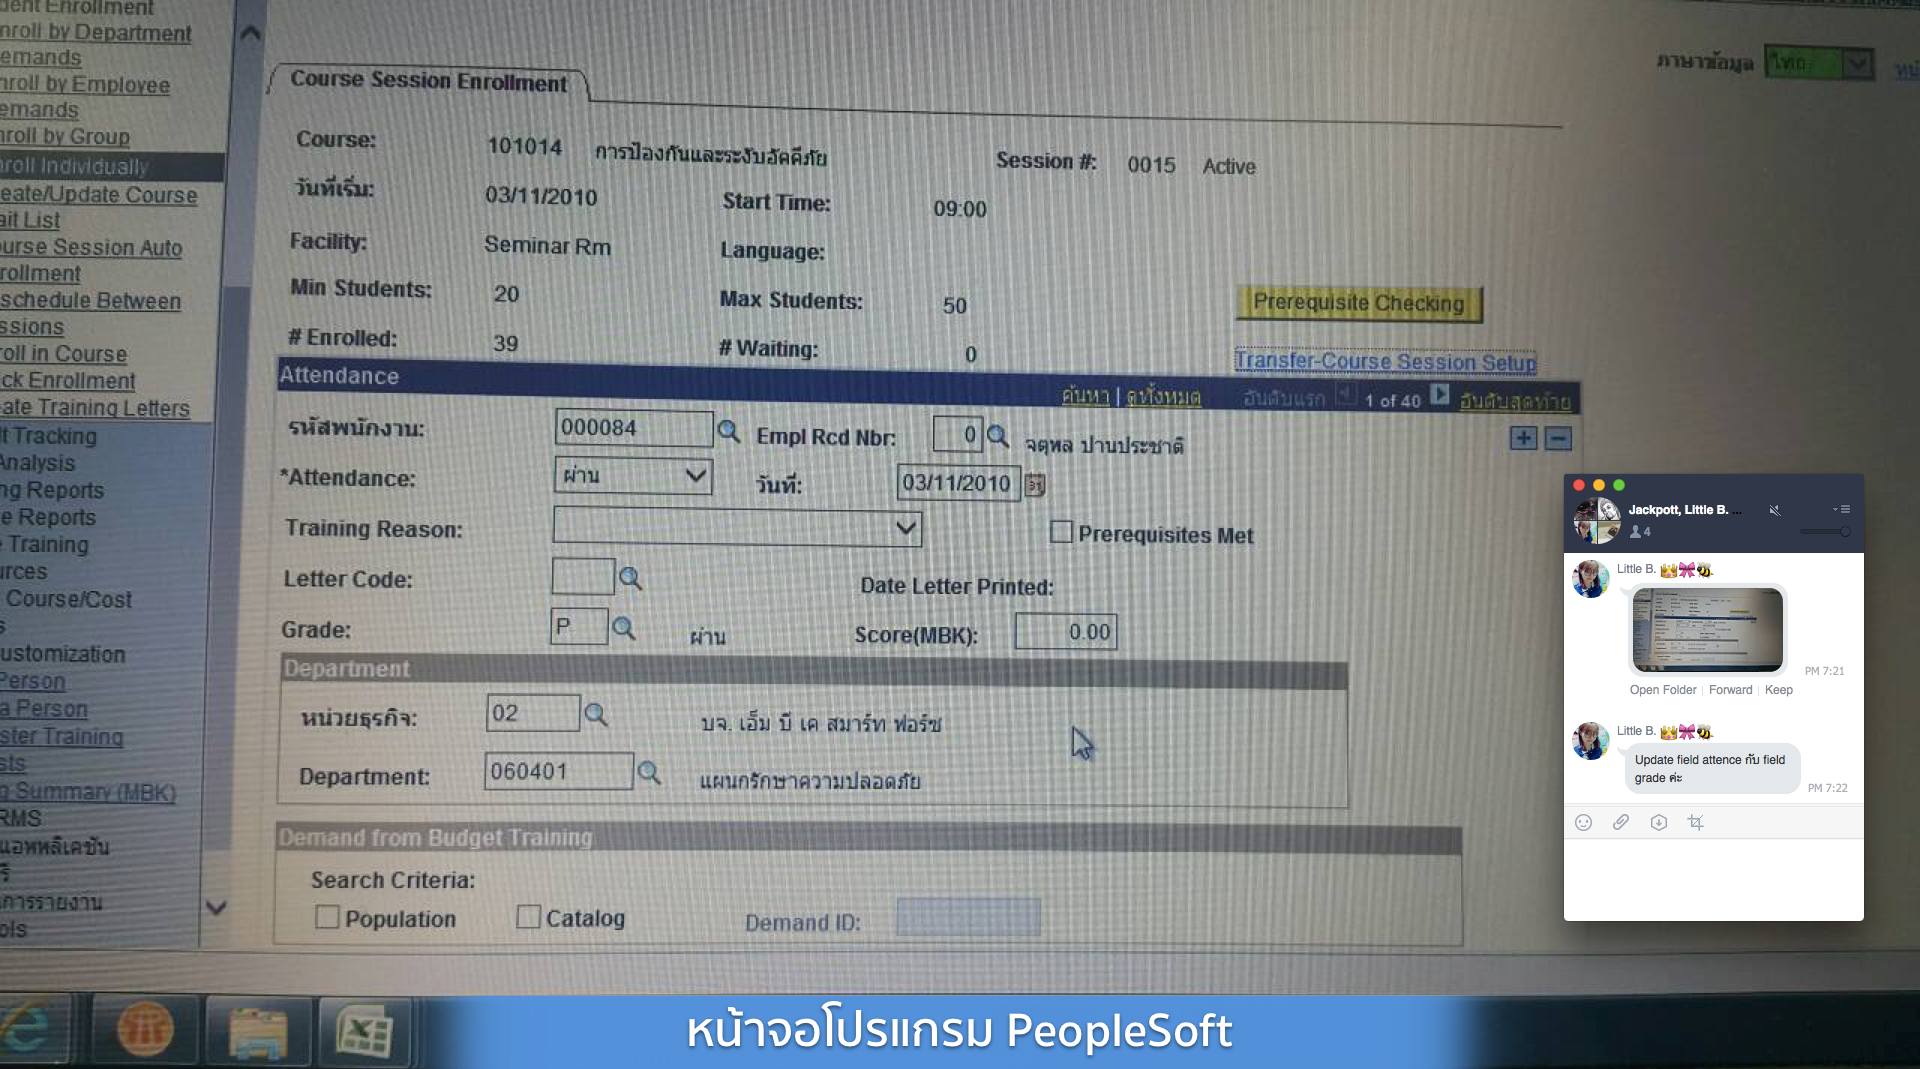 dent Enrollment
nroll by Department
emands
nroll by Employee
emands
nroll by Group
nroll Individually
eate/Update Course
ait List
ourse Session Auto
rollment
schedule Between
ssions
roll in Course
ck Enrollment
ate Training Letters
t Tracking
Analysis
ng Reports
e Reports
Training
urces
Course/Cost
s
ustomization
Person
a Person
ster Training
sts
g Summary (MBK)
RMS
แอพพลิเคชัน
รี
การรายงาน
ols
ภาษาข้อมูล ไทย
Course Session Enrollment
Course: 101014 การป้องกันและระงับอัคคีภัย Session #: 0015 Active
วันที่เริ่ม: 03/11/2010 Start Time: 09:00
Facility: Seminar Rm Language:
Min Students: 20 Max Students: 50 Prerequisite Checking
# Enrolled: 39 # Waiting: 0 Transfer-Course Session Setup
Attendance ค้นหา | ดูทั้งหมด อันดับแรก 1 of 40 อันดับสุดท้าย
รหัสพนักงาน: 000084 Empl Rcd Nbr: 0 จตุพล ปานประชาติ
*Attendance: ผ่าน วันที่: 03/11/2010 31
Training Reason: Prerequisites Met
Letter Code: Date Letter Printed:
Grade: P ผ่าน Score(MBK): 0.00
Department
หน่วยธุรกิจ: 02 บจ. เอ็ม บี เค สมาร์ท ฟอร์ซ
Department: 060401 แผนกรักษาความปลอดภัย
Demand from Budget Training
Search Criteria:
Population Catalog Demand ID:
Jackpott, Little B. ...
4
Little B.
PM 7:21
Open Folder | Forward | Keep
Little B.
Update field attence กับ field
grade ค่ะ
PM 7:22
หน้าจอโปรแกรม PeopleSoft